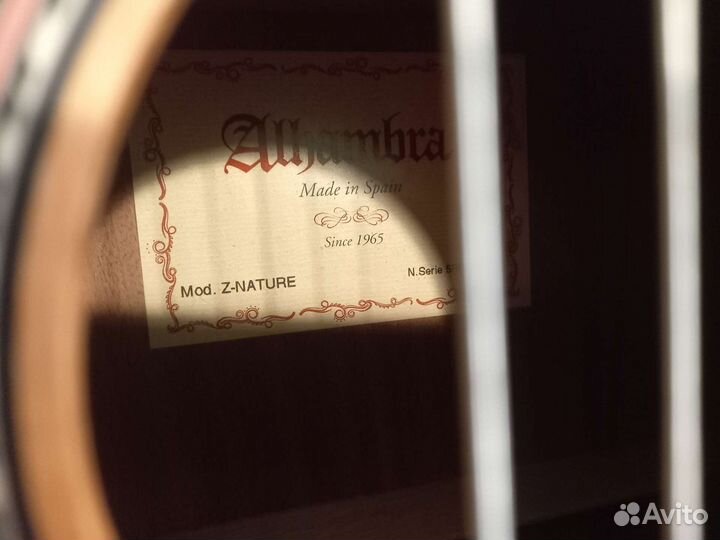 Alhambra
Made in Spain
Since 1965
Mod. Z-NATURE
N.Serie
Avito